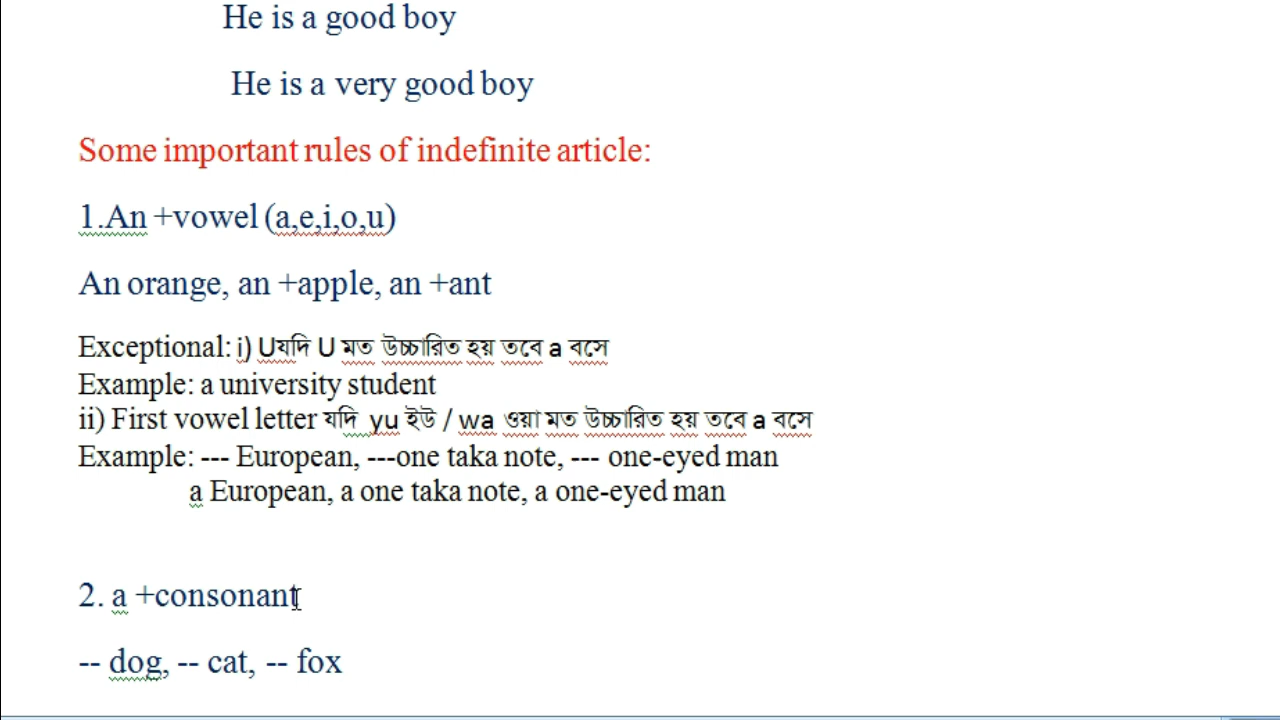 He is a good boy
He is a very good boy
Some important rules of indefinite article:
1.An +vowel (a,e,i,o,u)
An orange, an +apple, an +ant
Exceptional: i) Uযদি U মত উচ্চারিত হয় তবে a বসে
Example: a university student
ii) First vowel letter যদি yu ইউ / wa ওয়া মত উচ্চারিত হয় তবে a বসে
Example: --- European, ---one taka note, --- one-eyed man
a European, a one taka note, a one-eyed man
2. a +consonant
-- dog, -- cat, -- fox